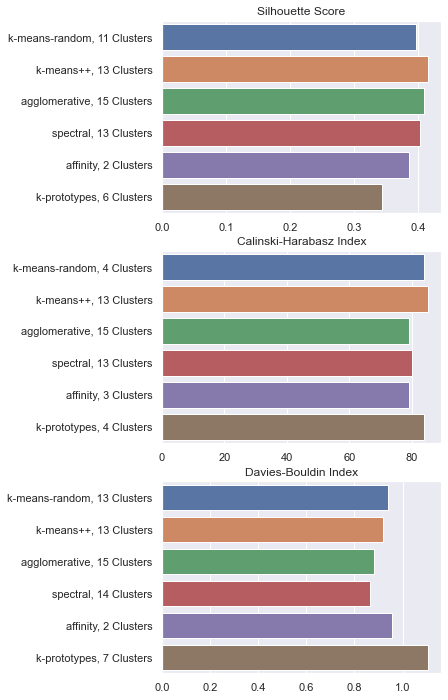 Silhouette Score
k-means-random, 11 Clusters
k-means++, 13 Clusters
agglomerative, 15 Clusters
spectral, 13 Clusters
affinity, 2 Clusters
k-prototypes, 6 Clusters
0.0 0.1 0.2 0.3 0.4
Calinski-Harabasz Index
k-means-random, 4 Clusters
k-means++, 13 Clusters
agglomerative, 15 Clusters
spectral, 13 Clusters
affinity, 3 Clusters
k-prototypes, 4 Clusters
0 20 40 60 80
Davies-Bouldin Index
k-means-random, 13 Clusters
k-means++, 13 Clusters
agglomerative, 15 Clusters
spectral, 14 Clusters
affinity, 2 Clusters
k-prototypes, 7 Clusters
0.0 0.2 0.4 0.6 0.8 1.0